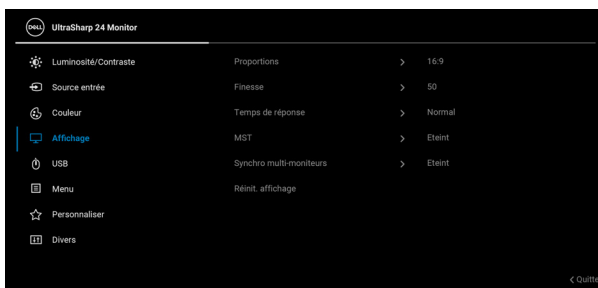 DELL UltraSharp 24 Monitor
Luminosité/Contraste Proportions > 16:9
Source entrée Finesse > 50
Couleur Temps de réponse > Normal
Affichage MST > Eteint
USB Synchro multi-moniteurs > Eteint
Menu Réinit. affichage
Personnaliser
Divers
< Quitte